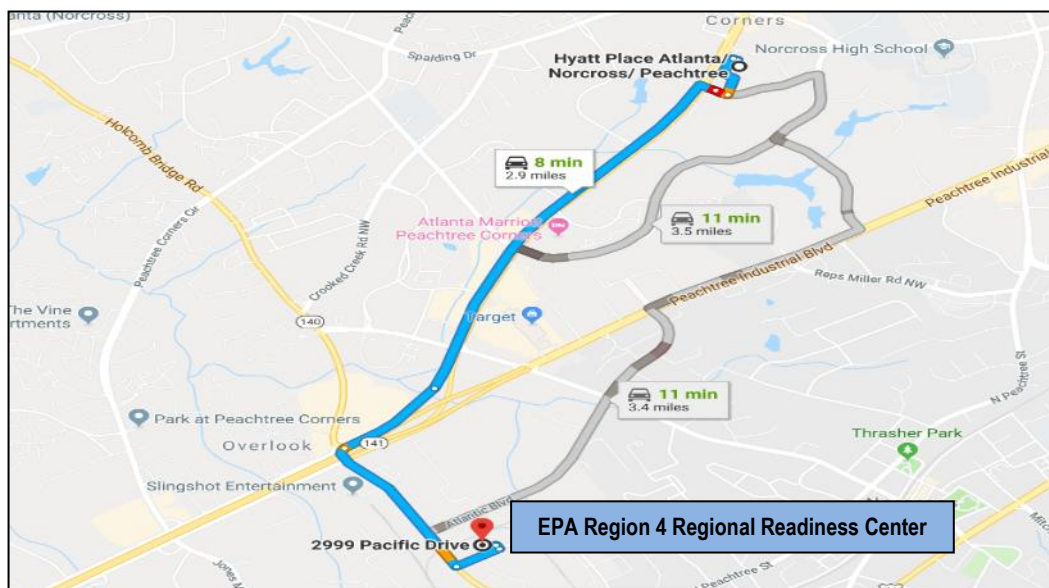 Corners
anta (Norcross)
Norcross High School
Spalding Dr
Hyatt Place Atlanta/
Norcross/ Peachtree
Holcomb Bridge Rd
8 min
2.9 miles
Peachtree Industrial
Peachtree Corners Cir
Crooked Creek Rd NW
Atlanta Marriott
Peachtree Corners
11 min
3.5 miles
Peachtree Industrial Blvd
Reps Miller Rd NW
The Vine
rtments)
140
Target
N Peachtree St
11 min
3.4 miles
Park at Peachtree Corners
Overlook
141
Thrasher Park
Slingshot Entertainment
Atlantic Blvd
EPA Region 4 Regional Readiness Center
2999 Pacific Drive
Jones M
Peachtree St